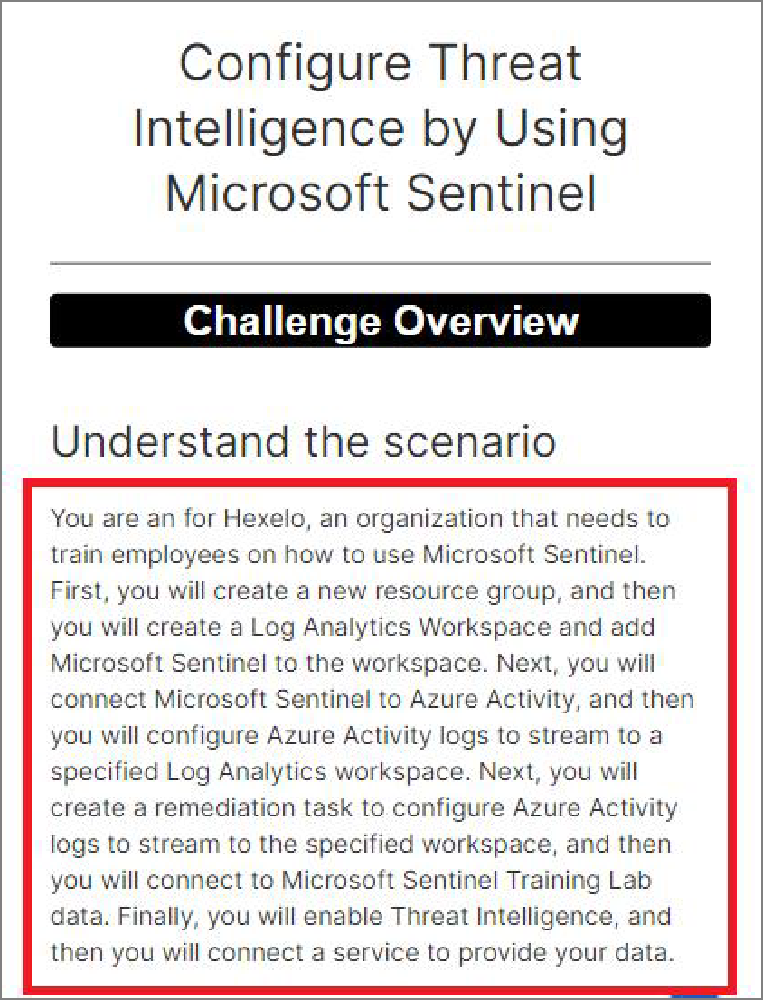 Configure Threat
Intelligence by Using
Microsoft Sentinel
Challenge Overview
Understand the scenario
You are an for Hexelo, an organization that needs to
train employees on how to use Microsoft Sentinel.
First, you will create a new resource group, and then
you will create a Log Analytics Workspace and add
Microsoft Sentinel to the workspace. Next, you will
connect Microsoft Sentinel to Azure Activity, and then
you will configure Azure Activity logs to stream to a
specified Log Analytics workspace. Next, you will
create a remediation task to configure Azure Activity
logs to stream to the specified workspace, and then
you will connect to Microsoft Sentinel Training Lab
data. Finally, you will enable Threat Intelligence, and
then you will connect a service to provide your data.